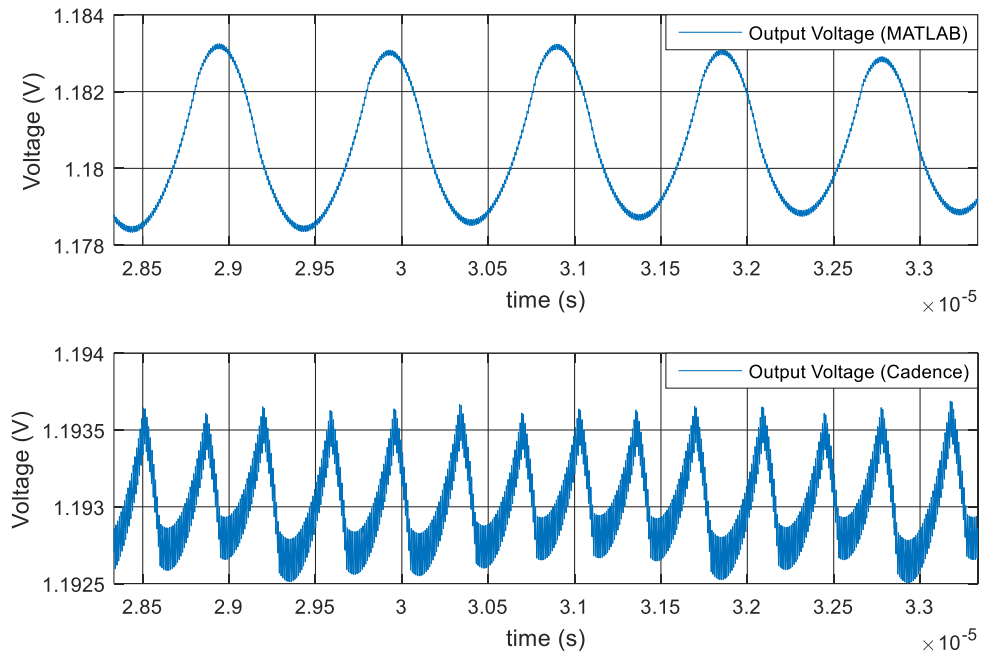 1.184
Output Voltage (MATLAB)
1.182
1.18
1.178
Voltage (V)
2.85 2.9 2.95 3 3.05 3.1 3.15 3.2 3.25 3.3
time (s)
×10-5
1.194
Output Voltage (Cadence)
1.1935
1.193
1.1925
Voltage (V)
2.85 2.9 2.95 3 3.05 3.1 3.15 3.2 3.25 3.3
time (s)
×10-5